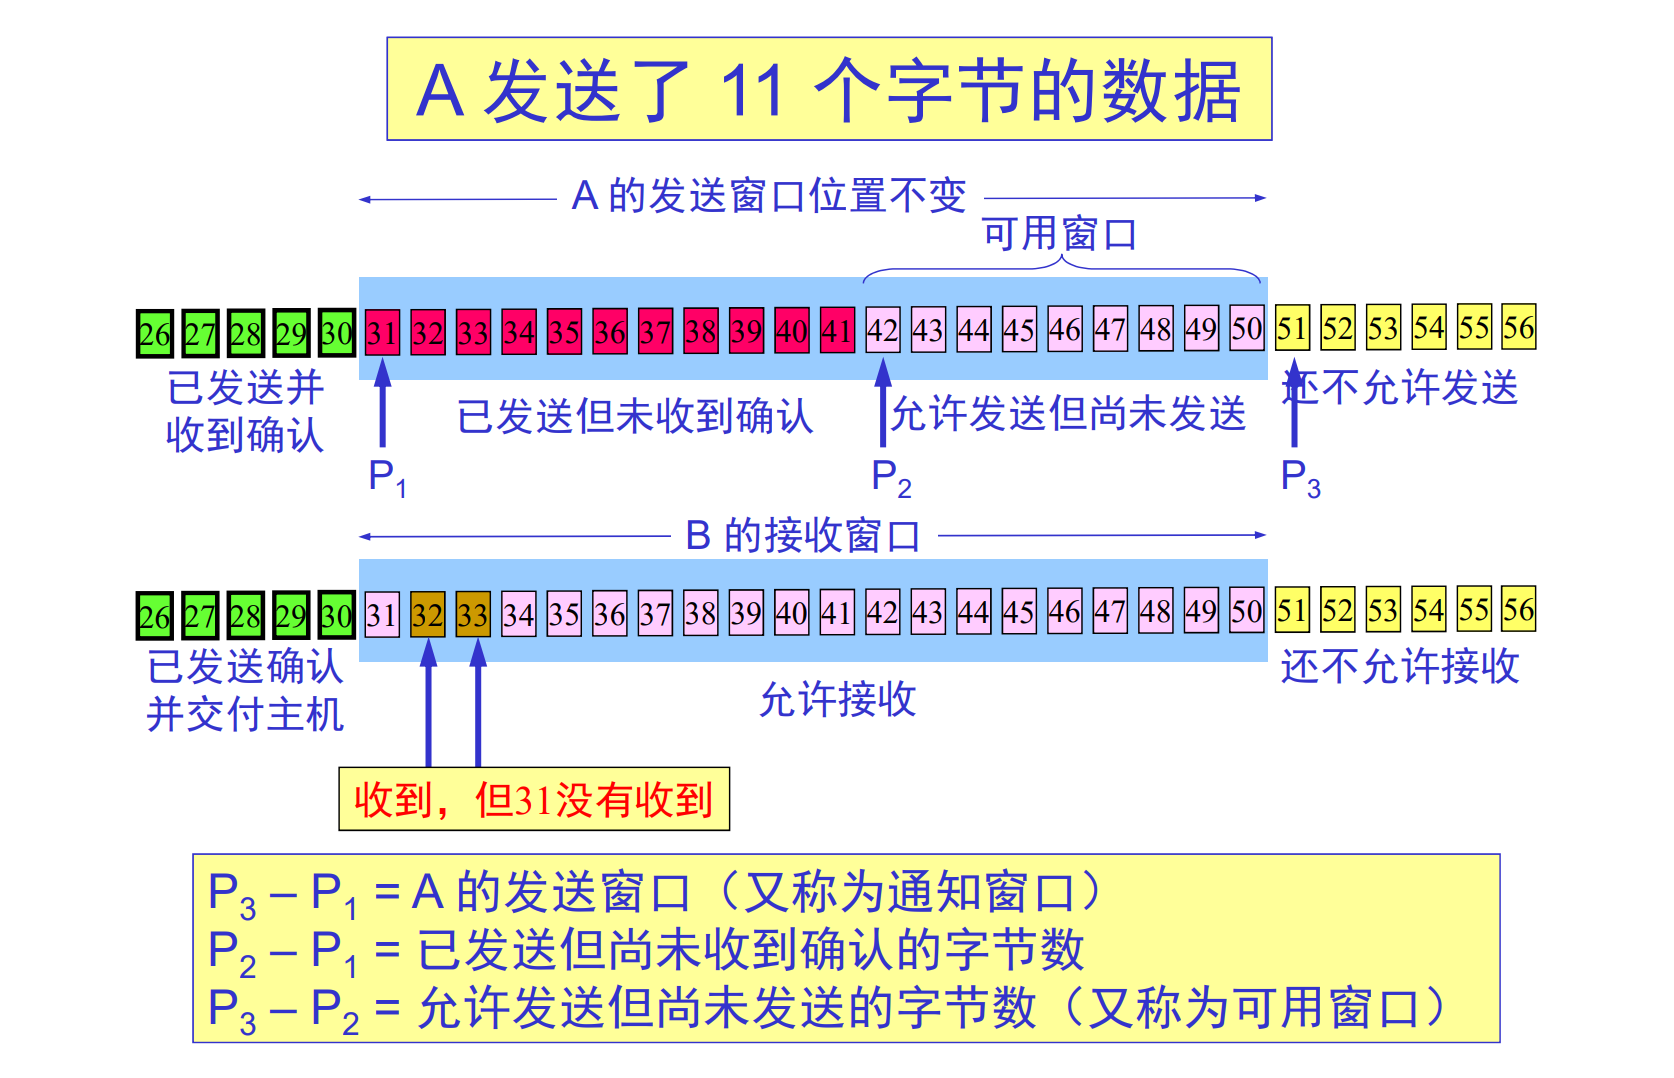 A 发送了 11 个字节的数据
A 的发送窗口位置不变
可用窗口
26 27 28 29 30 31 32 33 34 35 36 37 38 39 40 41 42 43 44 45 46 47 48 49 50 51 52 53 54 55 56
已发送并
收到确认
已发送但未收到确认
允许发送但尚未发送
还不允许发送
P1
P2
P3
B 的接收窗口
26 27 28 29 30 31 32 33 34 35 36 37 38 39 40 41 42 43 44 45 46 47 48 49 50 51 52 53 54 55 56
已发送确认
并交付主机
允许接收
还不允许接收
收到，但31没有收到
P3 – P1 = A 的发送窗口（又称为通知窗口）
P2 – P1 = 已发送但尚未收到确认的字节数
P3 – P2 = 允许发送但尚未发送的字节数（又称为可用窗口）